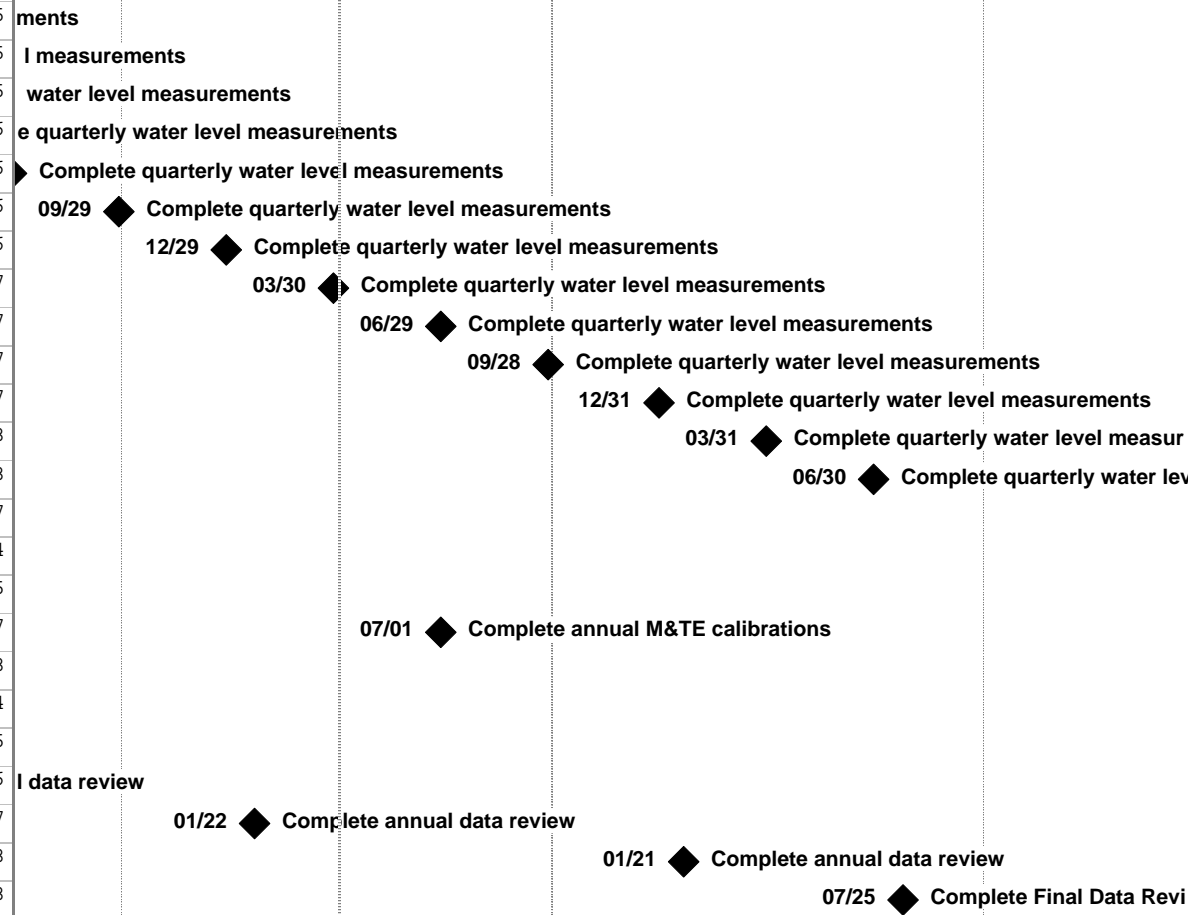 ments
l measurements
water level measurements
e quarterly water level measurements
Complete quarterly water level measurements
09/29 Complete quarterly water level measurements
12/29 Complete quarterly water level measurements
03/30 Complete quarterly water level measurements
06/29 Complete quarterly water level measurements
09/28 Complete quarterly water level measurements
12/31 Complete quarterly water level measurements
03/31 Complete quarterly water level measur
06/30 Complete quarterly water lev
07/01 Complete annual M&TE calibrations
l data review
01/22 Complete annual data review
01/21 Complete annual data review
07/25 Complete Final Data Revi